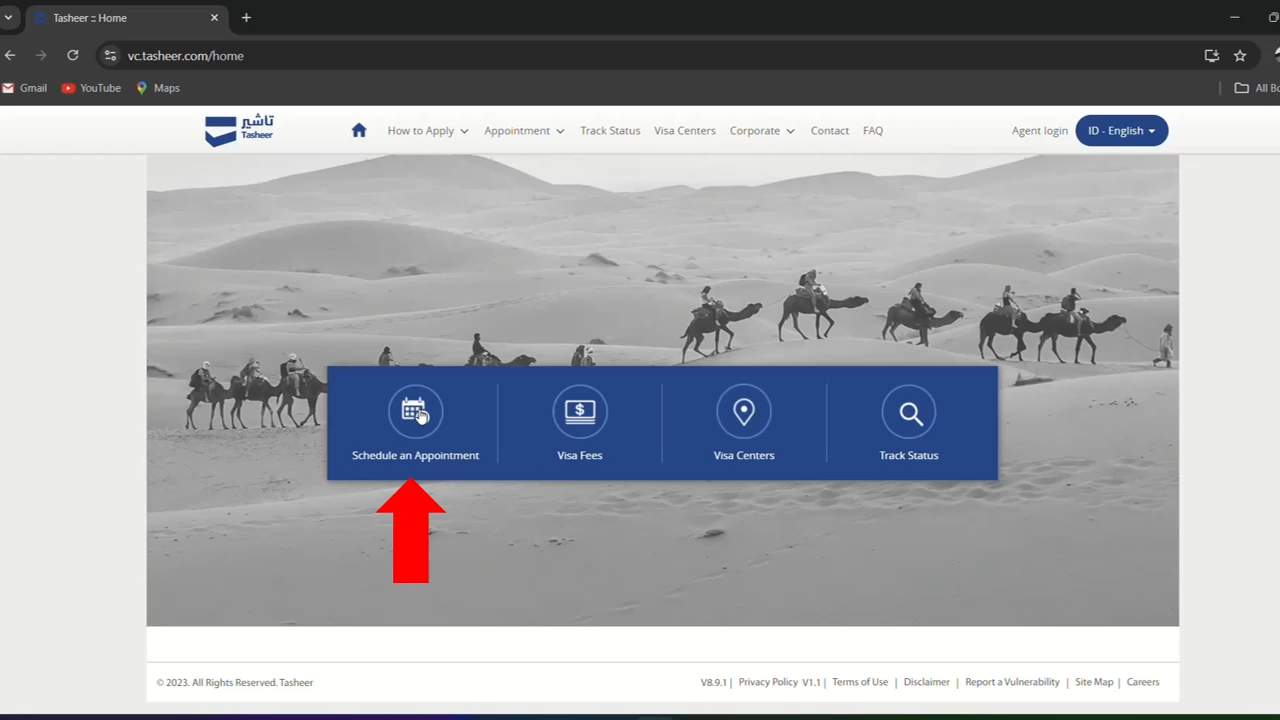 Tasheer :: Home
vc.tasheer.com/home
Gmail
YouTube
Maps
تاشير
Tasheer
How to Apply
Appointment
Track Status
Visa Centers
Corporate
Contact
FAQ
Agent login
ID - English
Schedule an Appointment
Visa Fees
Visa Centers
Track Status
© 2023. All Rights Reserved. Tasheer
V8.9.1 | Privacy Policy V1.1 | Terms of Use | Disclaimer | Report a Vulnerability | Site Map | Careers